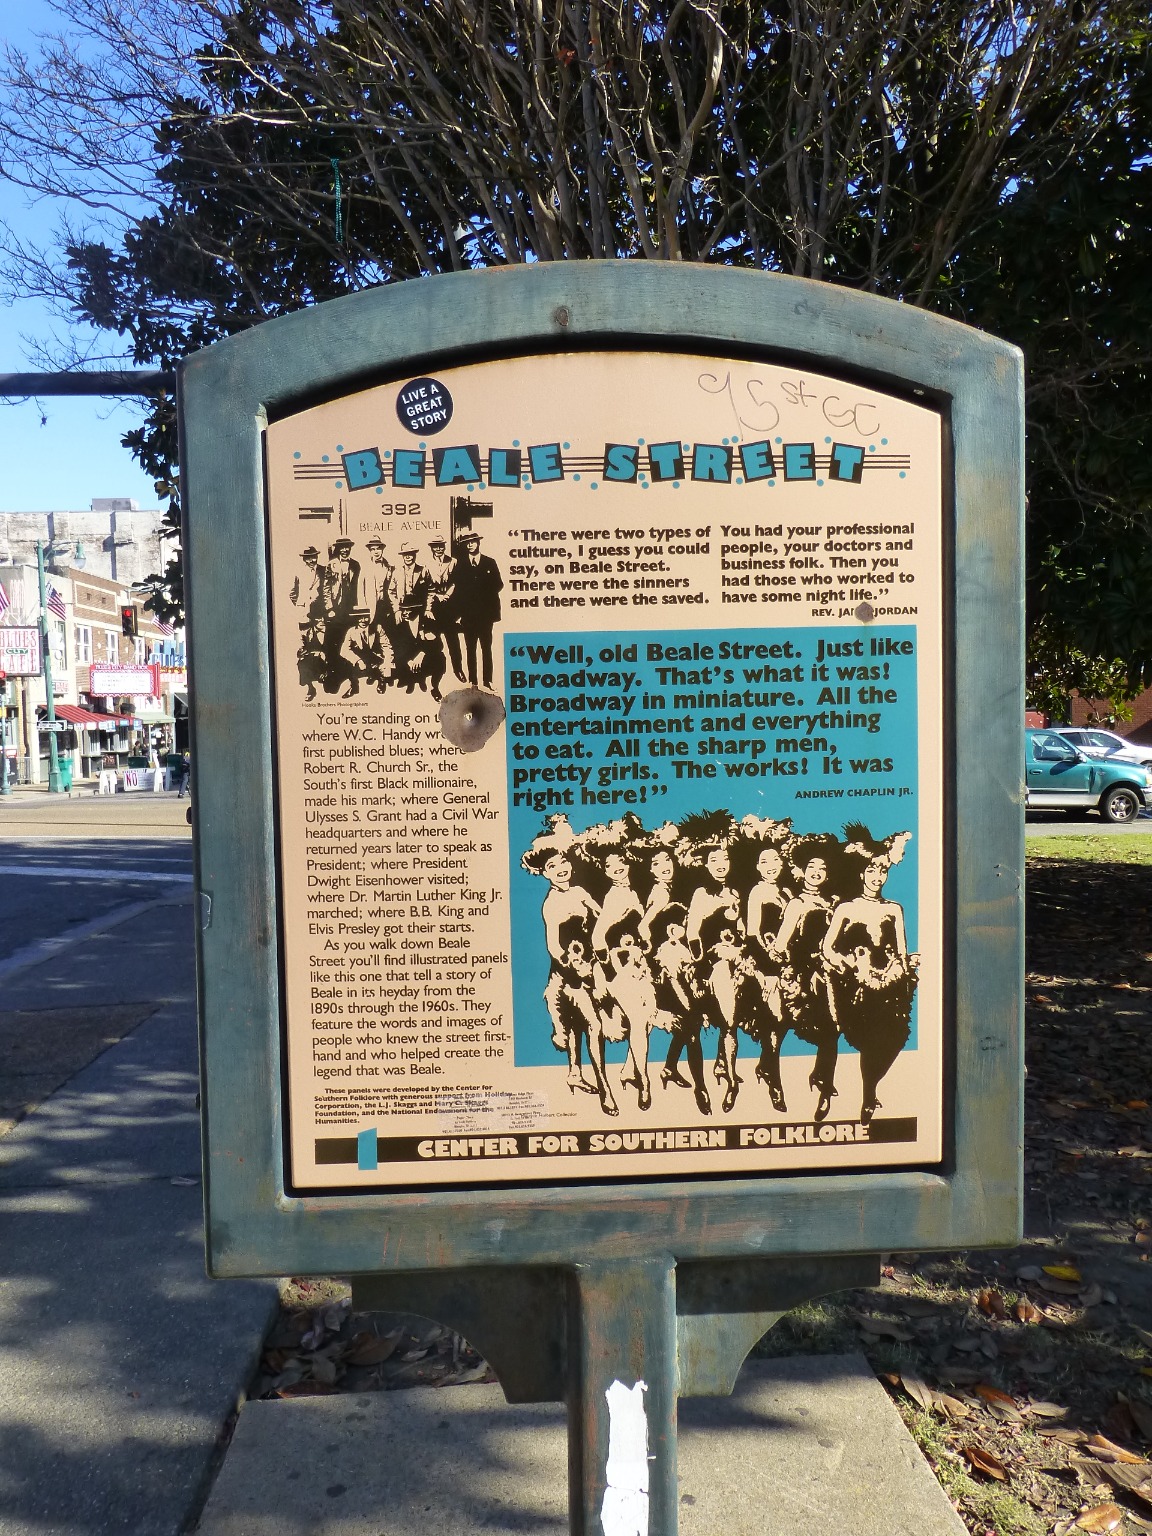 LIVE A
GREAT
STORY
95st GC
BEALE STREET
392
BEALE AVENUE
“There were two types of
culture, I guess you could
say, on Beale Street.
There were the sinners
and there were the saved.
You had your professional
people, your doctors and
business folk. Then you
had those who worked to
have some night life.”
REV. JORDAN
Hooks Brothers Photographers
“Well, old Beale Street. Just like
Broadway. That's what it was!
Broadway in miniature. All the
entertainment and everything
to eat. All the sharp men,
pretty girls. The works! It was
right here!”
ANDREW CHAPLIN JR.
You're standing on
where W.C. Handy
first published blues; where
Robert R. Church Sr., the
South's first Black millionaire,
made his mark; where General
Ulysses S. Grant had a Civil War
headquarters and where he
returned years later to speak as
President; where President
Dwight Eisenhower visited;
where Dr. Martin Luther King Jr.
marched; where B.B. King and
Elvis Presley got their starts.
As you walk down Beale
Street you'll find illustrated panels
like this one that tell a story of
Beale in its heyday from the
1890s through the 1960s. They
feature the words and images of
people who knew the street first-
hand and who helped create the
legend that was Beale.
These panels were developed by the Center for
Southern Folklore with generous support from Holiday
Corporation, the L.J. Skaggs and Mary C. Skaggs
Foundation, and the National Endowment for the
Humanities.
Collection
1
CENTER FOR SOUTHERN FOLKLORE
BLUES
CITY
NO